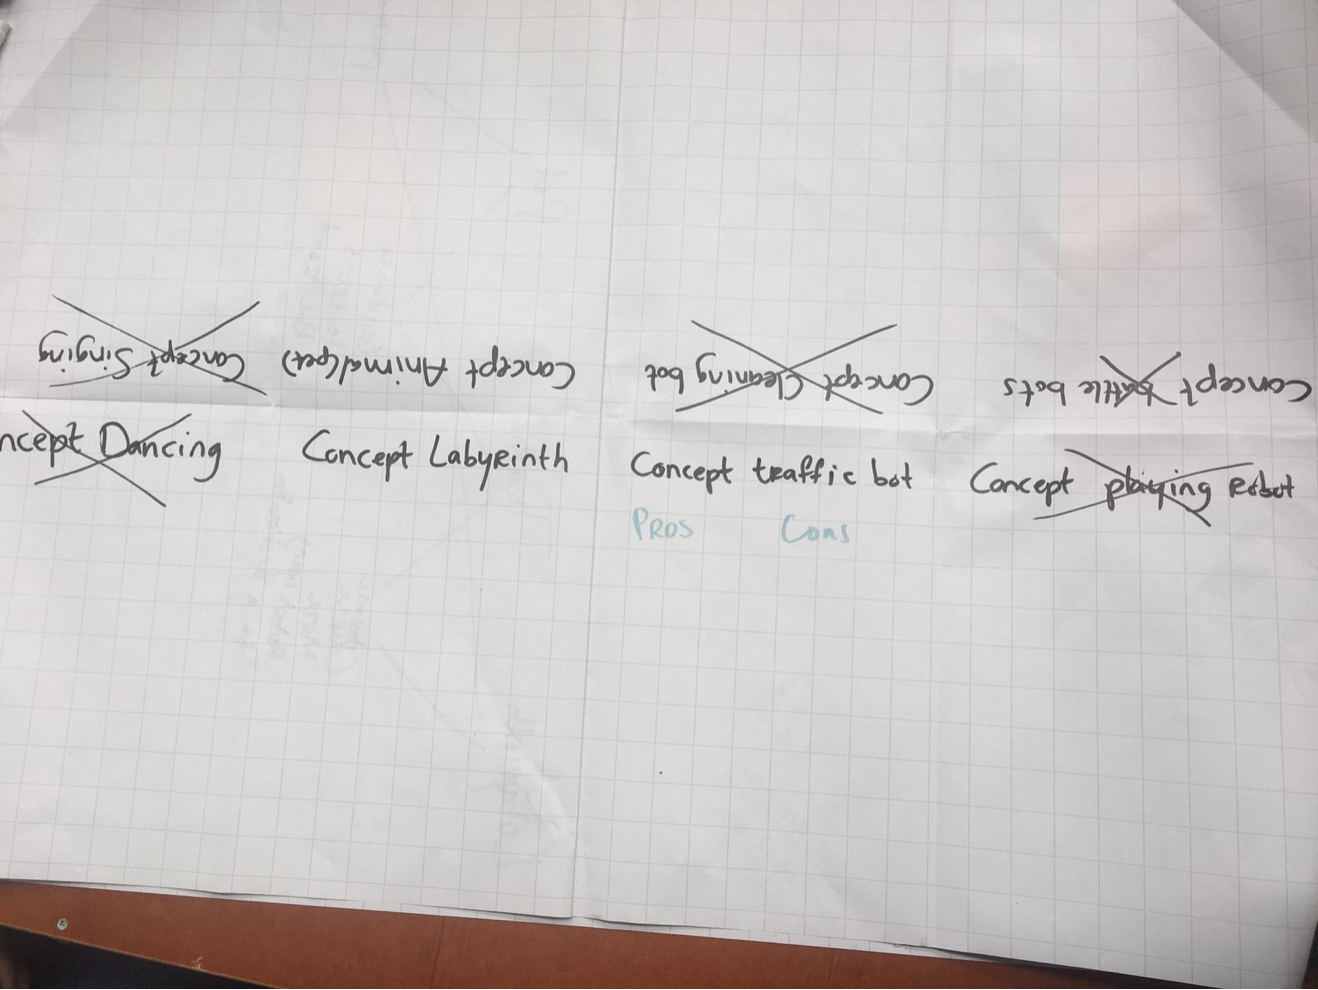 Concept Singing
Concept Animal(pet)
Concept Cleaning bot
Concept battle bots
ncept Dancing
Concept Labyrinth
Concept traffic bot
Concept playing Robot
PROS Cons